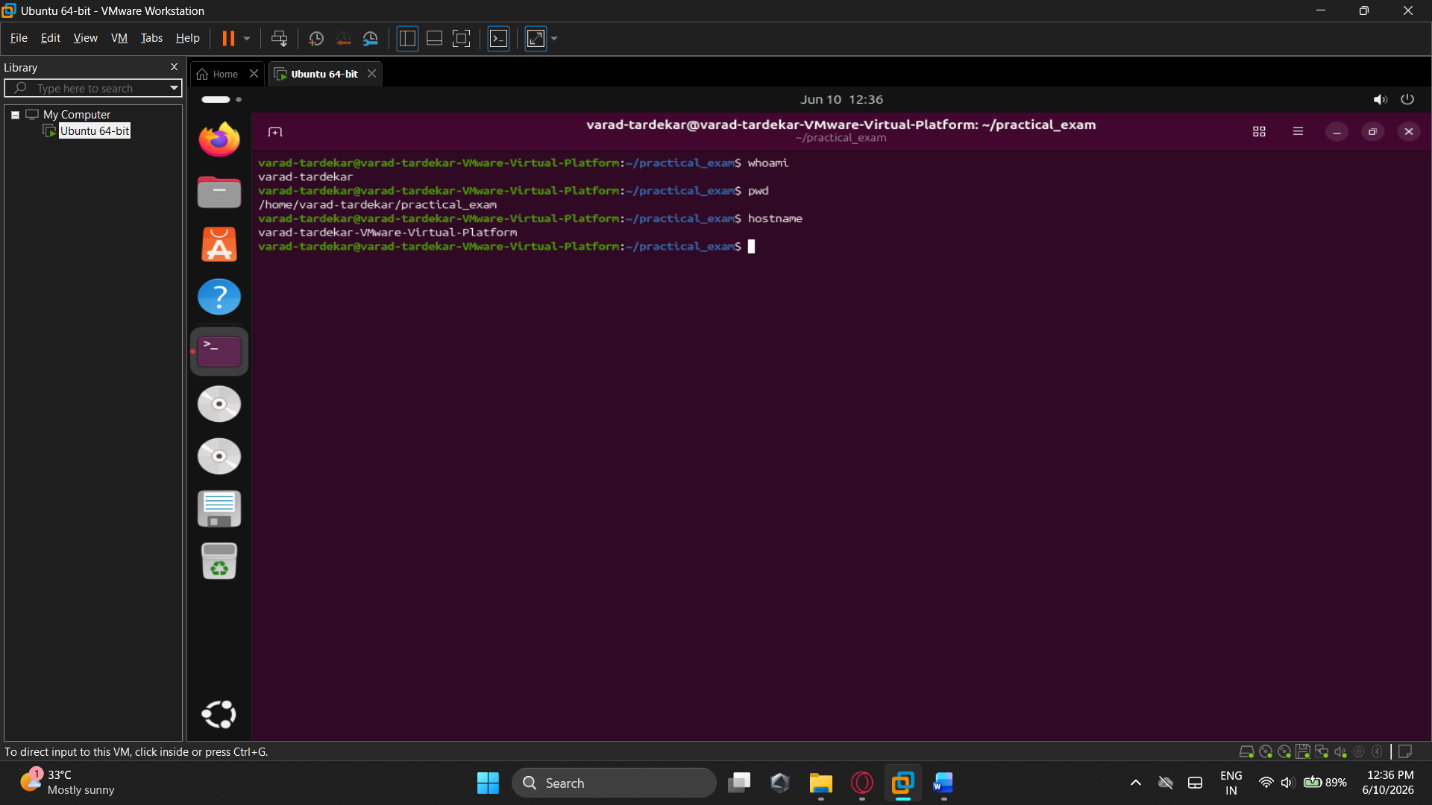 Ubuntu 64-bit - VMware Workstation
File Edit View VM Tabs Help
Library
Type here to search
My Computer
Ubuntu 64-bit
Home
Ubuntu 64-bit
Jun 10 12:36
varad-tardekar@varad-tardekar-VMware-Virtual-Platform: ~/practical_exam
~/practical_exam
varad-tardekar@varad-tardekar-VMware-Virtual-Platform:~/practical_exam$ whoami
varad-tardekar
varad-tardekar@varad-tardekar-VMware-Virtual-Platform:~/practical_exam$ pwd
/home/varad-tardekar/practical_exam
varad-tardekar@varad-tardekar-VMware-Virtual-Platform:~/practical_exam$ hostname
varad-tardekar-VMware-Virtual-Platform
varad-tardekar@varad-tardekar-VMware-Virtual-Platform:~/practical_exam$
To direct input to this VM, click inside or press Ctrl+G.
1
33°C
Mostly sunny
Search
ENG
IN
89%
12:36 PM
6/10/2026